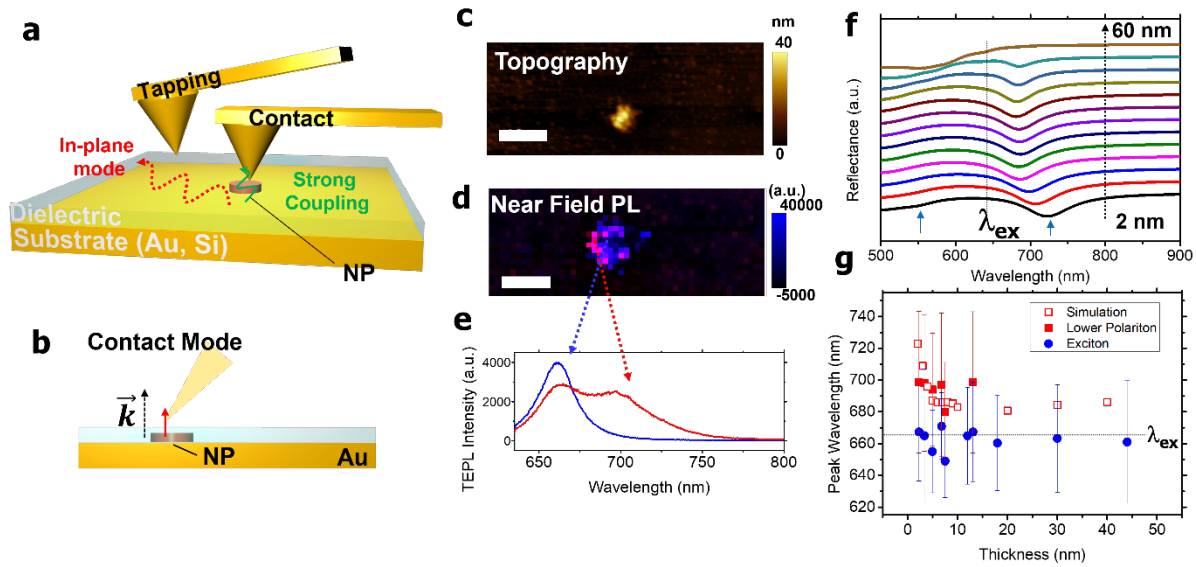 a
Tapping
Contact
In-plane
mode
Strong
Coupling
Dielectric
Substrate (Au, Si)
NP
b
Contact Mode
k
NP
Au
c
nm
40
Topography
0
d
(a.u.)
40000
Near Field PL
-5000
e
TEPL Intensity (a.u.)
4000
2000
0
650
700
750
800
Wavelength (nm)
f
Reflectance (a.u.)
60 nm
λex
2 nm
500
600
700
800
900
Wavelength (nm)
g
Peak Wavelength (nm)
740
720
700
680
660
640
620
Simulation
Lower Polariton
Exciton
λex
0
10
20
30
40
50
Thickness (nm)